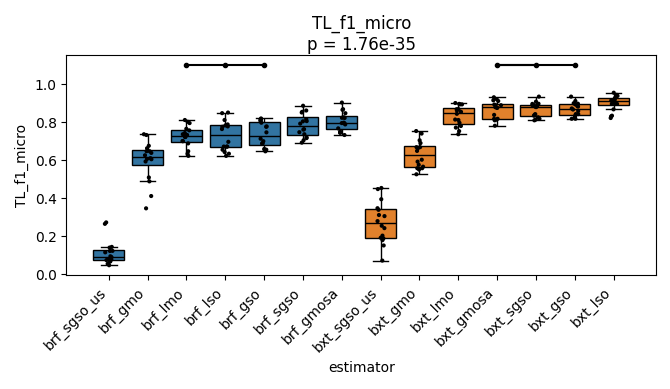 TL_f1_micro
p = 1.76e-35
TL_f1_micro
1.0
0.8
0.6
0.4
0.2
0.0
brf_sgso_us
brf_gmo
brf_lmo
brf_lso
brf_gso
brf_sgso
brf_gmosa
bxt_sgso_us
bxt_gmo
bxt_lmo
bxt_gmosa
bxt_sgso
bxt_gso
bxt_lso
estimator